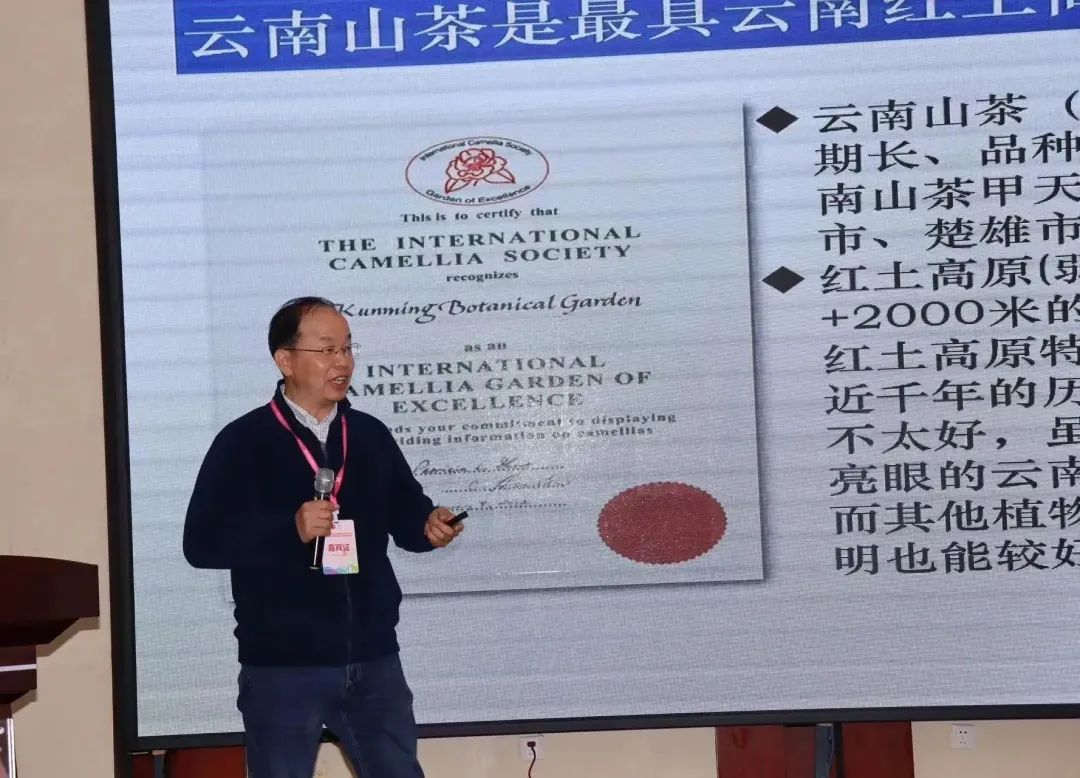 云南山茶是最具云南红土高
International Camellia Society
Garden of Excellence
This is to certify that
THE INTERNATIONAL
CAMELLIA SOCIETY
recognizes
Kunming Botanical Garden
as an
INTERNATIONAL
CAMELLIA GARDEN OF
EXCELLENCE
your commitment to displaying
information on camellias
云南山茶（
期长、品种
南山茶甲天
市、楚雄市
红土高原(弱
+2000米的
红土高原特
近千年的历
不太好，虽
亮眼的云南
而其他植物
明也能较好
嘉宾证